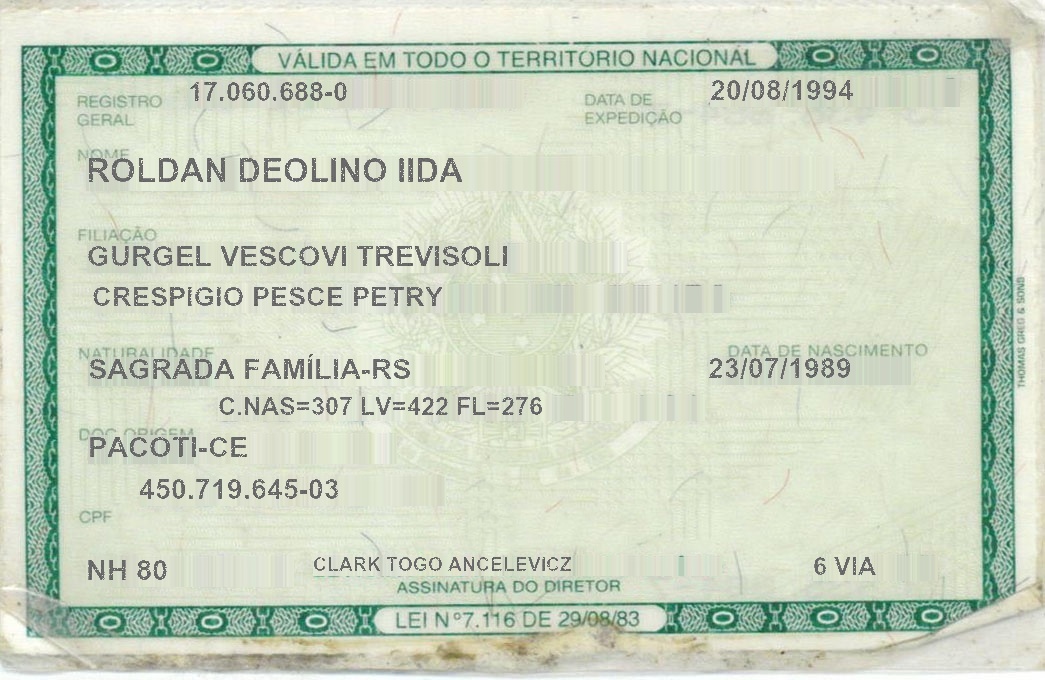 VÁLIDA EM TODO O TERRITÓRIO NACIONAL
REGISTRO GERAL 17.060.688-0 DATA DE EXPEDIÇÃO 20/08/1994
NOME
ROLDAN DEOLINO IIDA
FILIAÇÃO
GURGEL VESCOVI TREVISOLI
CRESPIGIO PESCE PETRY
NATURALIDADE DATA DE NASCIMENTO
SAGRADA FAMÍLIA-RS 23/07/1989
C.NAS=307 LV=422 FL=276
DOC ORIGEM
PACOTI-CE
450.719.645-03
CPF
NH 80 CLARK TOGO ANCELEVICZ 6 VIA
ASSINATURA DO DIRETOR
LEI Nº7.116 DE 29/08/83
THOMAS GREG & SONS